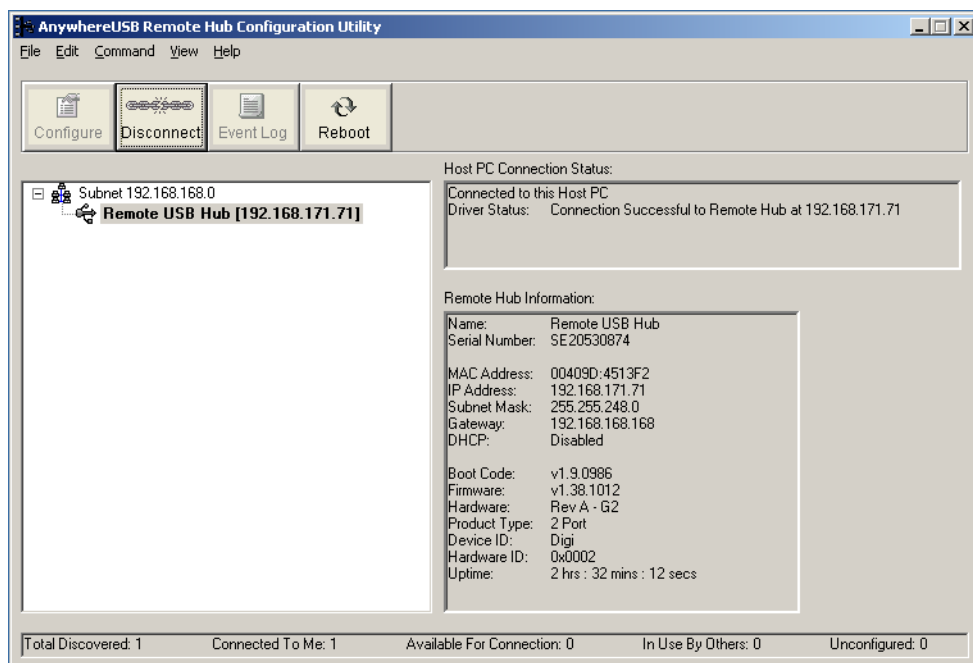 AnywhereUSB Remote Hub Configuration Utility
File Edit Command View Help
Configure Disconnect Event Log Reboot
Subnet 192.168.168.0
Remote USB Hub [192.168.171.71]
Host PC Connection Status:
Connected to this Host PC
Driver Status: Connection Successful to Remote Hub at 192.168.171.71
Remote Hub Information:
Name: Remote USB Hub
Serial Number: SE20530874
MAC Address: 00409D:4513F2
IP Address: 192.168.171.71
Subnet Mask: 255.255.248.0
Gateway: 192.168.168.168
DHCP: Disabled
Boot Code: v1.9.0986
Firmware: v1.38.1012
Hardware: Rev A - G2
Product Type: 2 Port
Device ID: Digi
Hardware ID: 0x0002
Uptime: 2 hrs : 32 mins : 12 secs
Total Discovered: 1 Connected To Me: 1 Available For Connection: 0 In Use By Others: 0 Unconfigured: 0